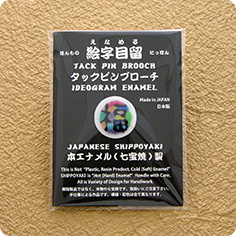 えなめる
ほんもの 絵字目留 にっぽん
TACK PIN BROOCH
タックピンブローチ
IDEOGRAM ENAMEL
Made in JAPAN
日本製
福
JAPANESE SHIPPOYAKI
本エナメル(七宝焼)製
This is Not "Plastic, Resin Product, Cold (Soft) Enamel"
SHIPPOYAKI is "Hot (Hard) Enamel" Handle with Care.
All is Variety of Design for Handiwork.